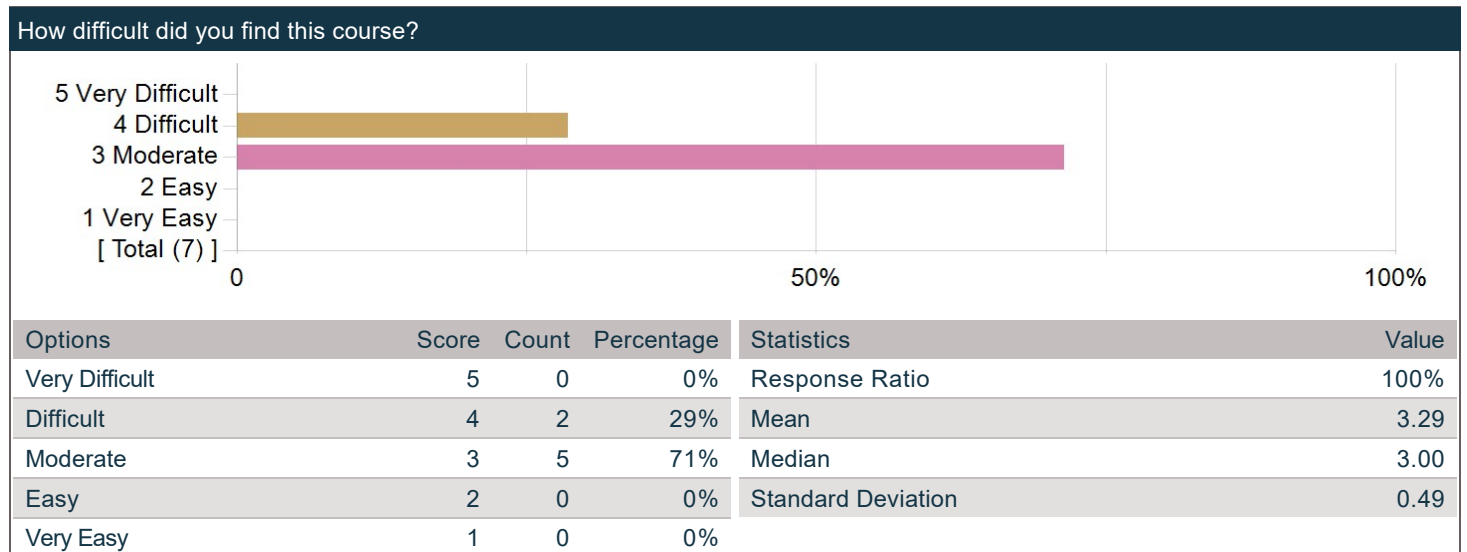 How difficult did you find this course?
5 Very Difficult
4 Difficult
3 Moderate
2 Easy
1 Very Easy
[ Total (7) ]
0 50% 100%
Options Score Count Percentage
Very Difficult 5 0 0%
Difficult 4 2 29%
Moderate 3 5 71%
Easy 2 0 0%
Very Easy 1 0 0%
Statistics Value
Response Ratio 100%
Mean 3.29
Median 3.00
Standard Deviation 0.49